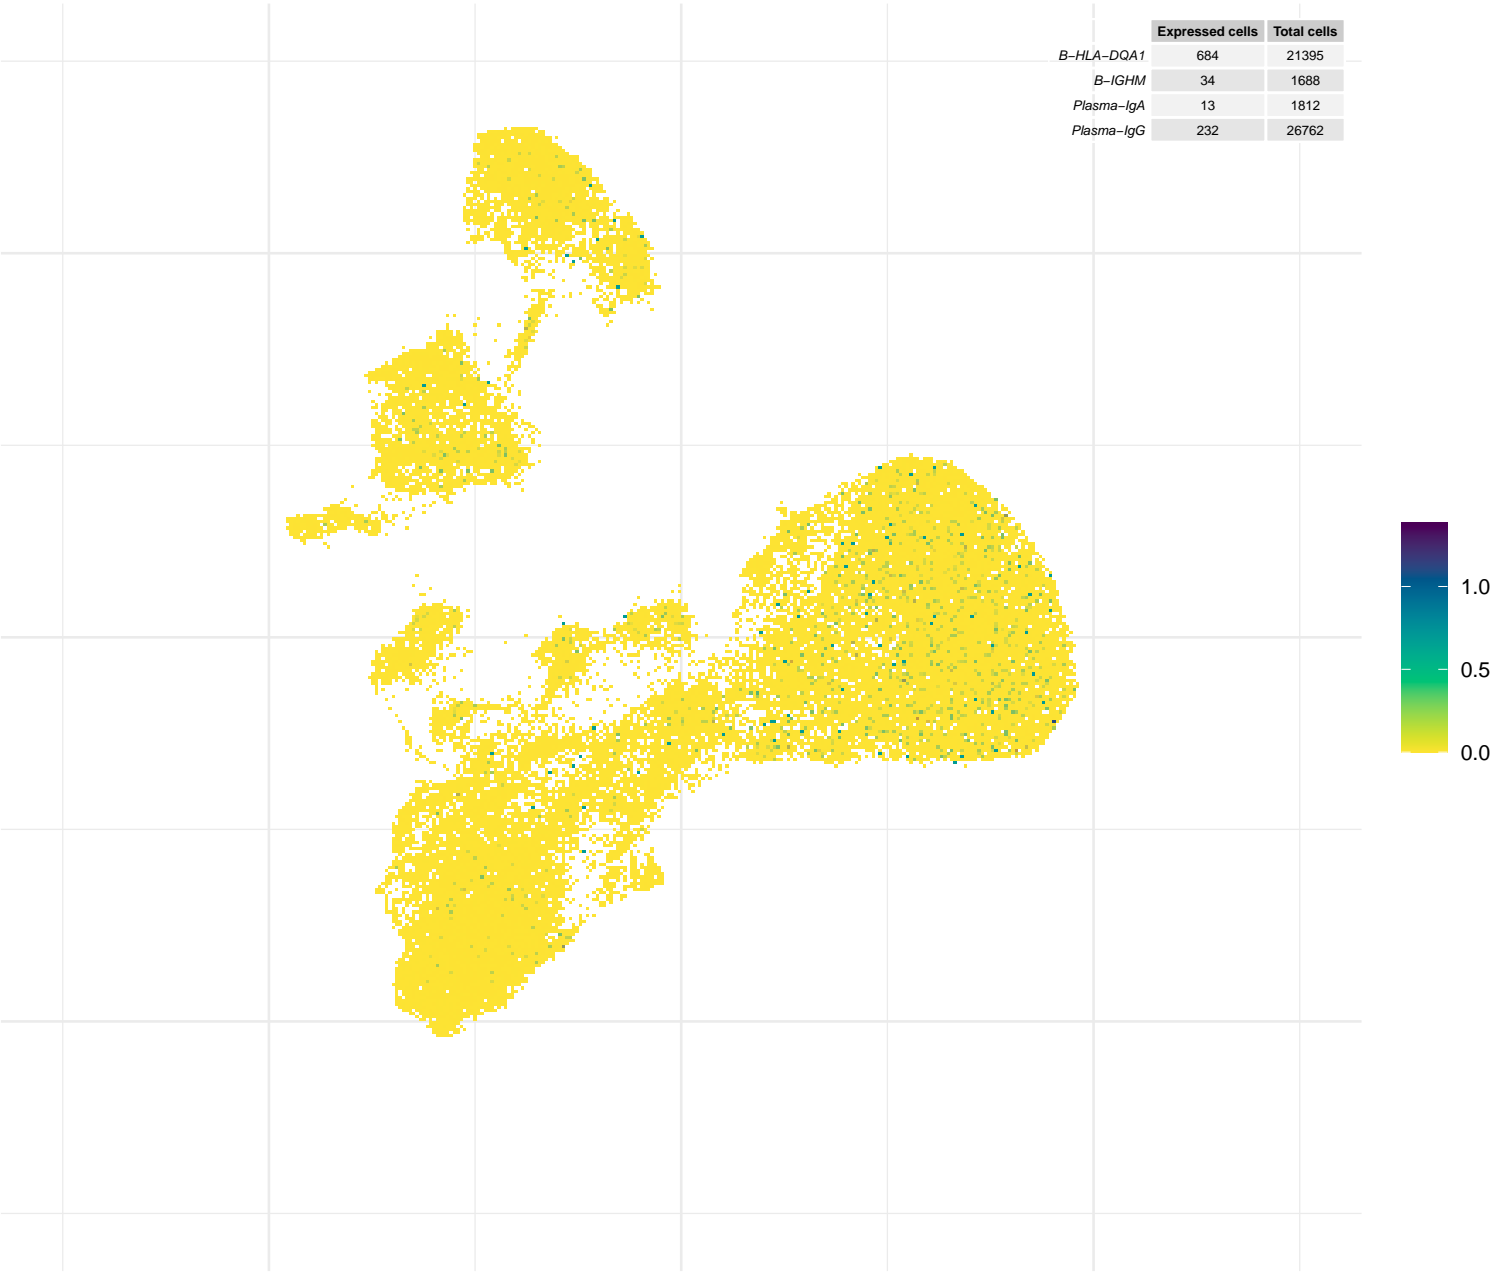 Expressed cells Total cells
B−HLA−DQA1 684 21395
B−IGHM 34 1688
Plasma−IgA 13 1812
Plasma−IgG 232 26762
1.0
0.5
0.0